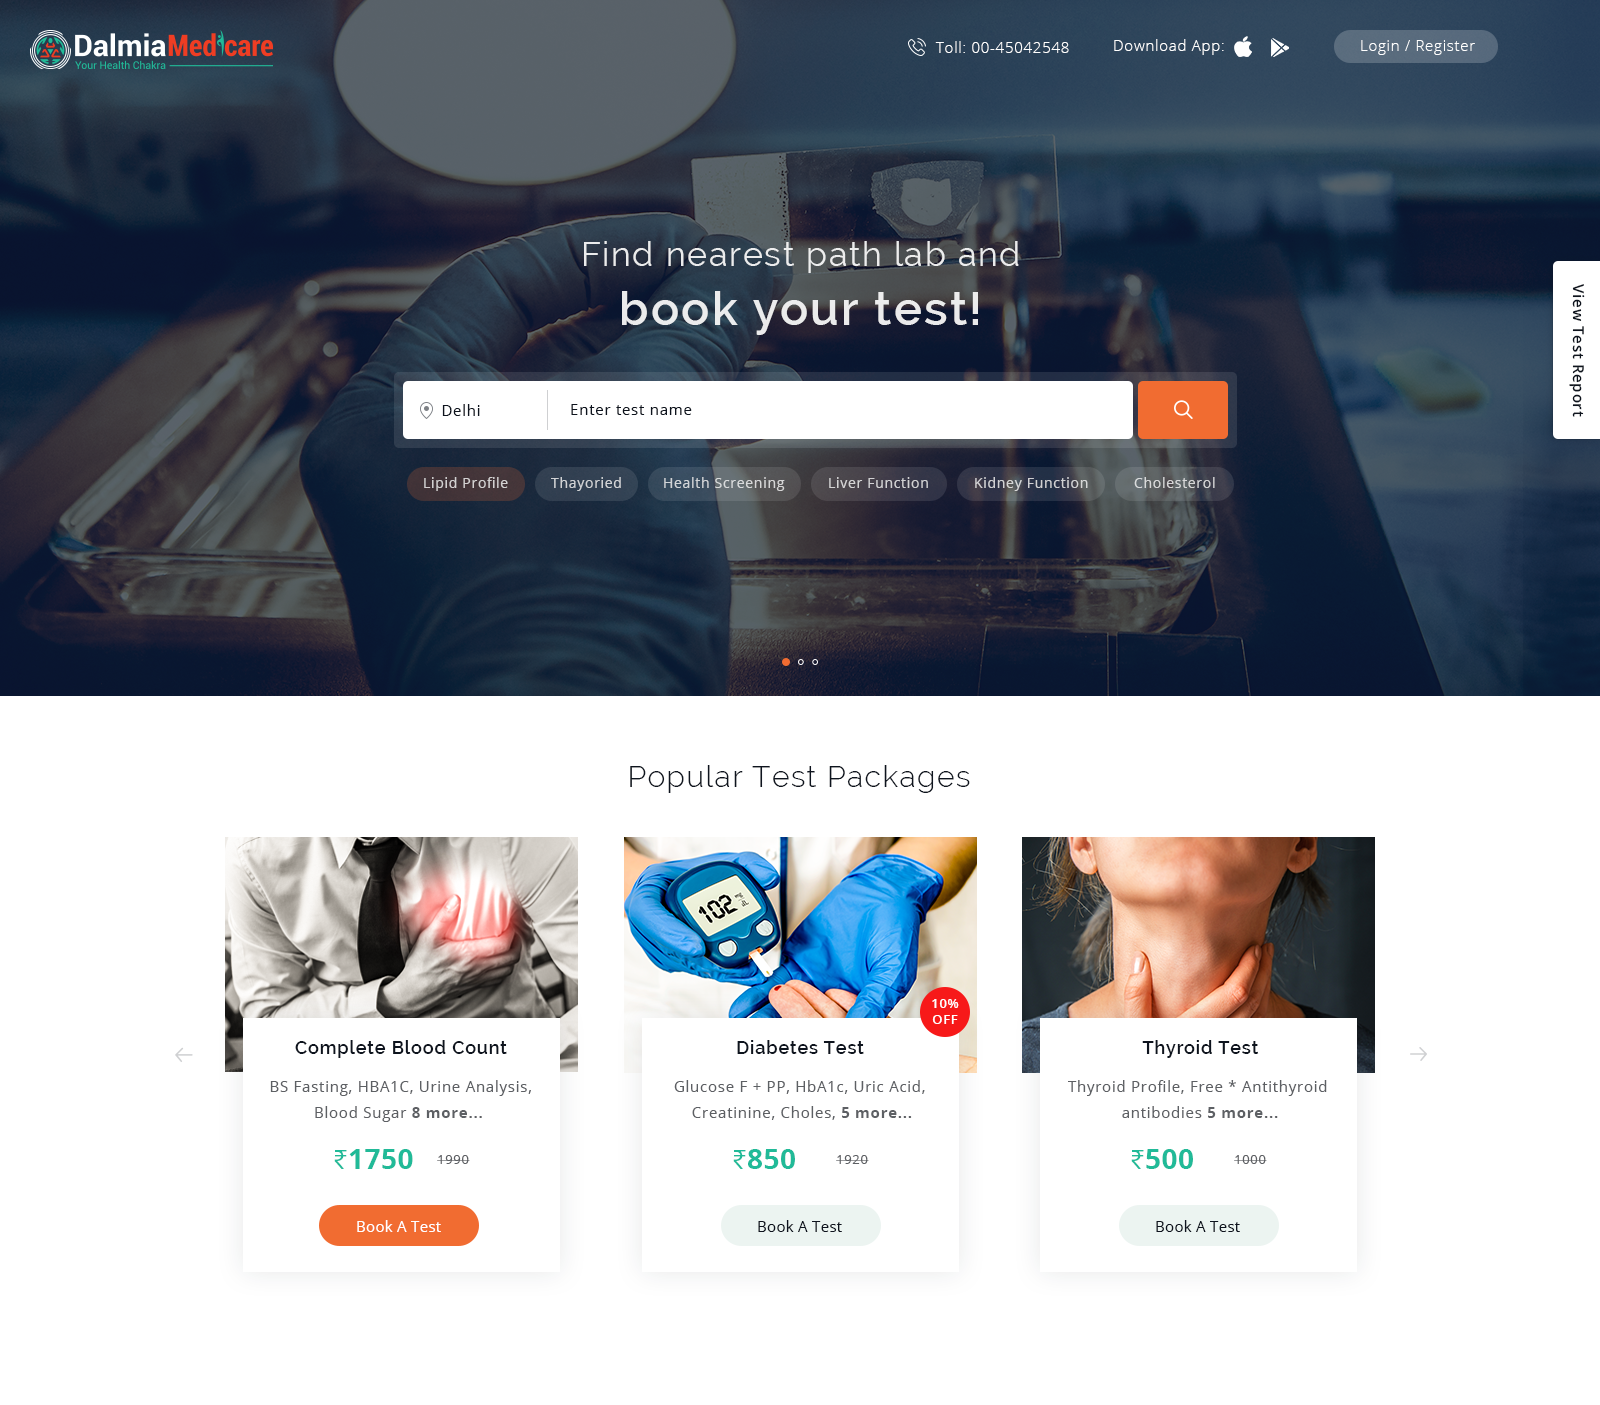 DalmiaMedicare
Your Health Chakra
Toll: 00-45042548
Download App:
Login / Register
Find nearest path lab and
book your test!
View Test Report
Delhi
Enter test name
Lipid Profile
Thayoried
Health Screening
Liver Function
Kidney Function
Cholesterol
Popular Test Packages
102
10%
OFF
Complete Blood Count
BS Fasting, HBA1C, Urine Analysis,
Blood Sugar 8 more...
₹1750 1990
Book A Test
Diabetes Test
Glucose F + PP, HbA1c, Uric Acid,
Creatinine, Choles, 5 more...
₹850 1920
Book A Test
Thyroid Test
Thyroid Profile, Free * Antithyroid
antibodies 5 more...
₹500 1000
Book A Test